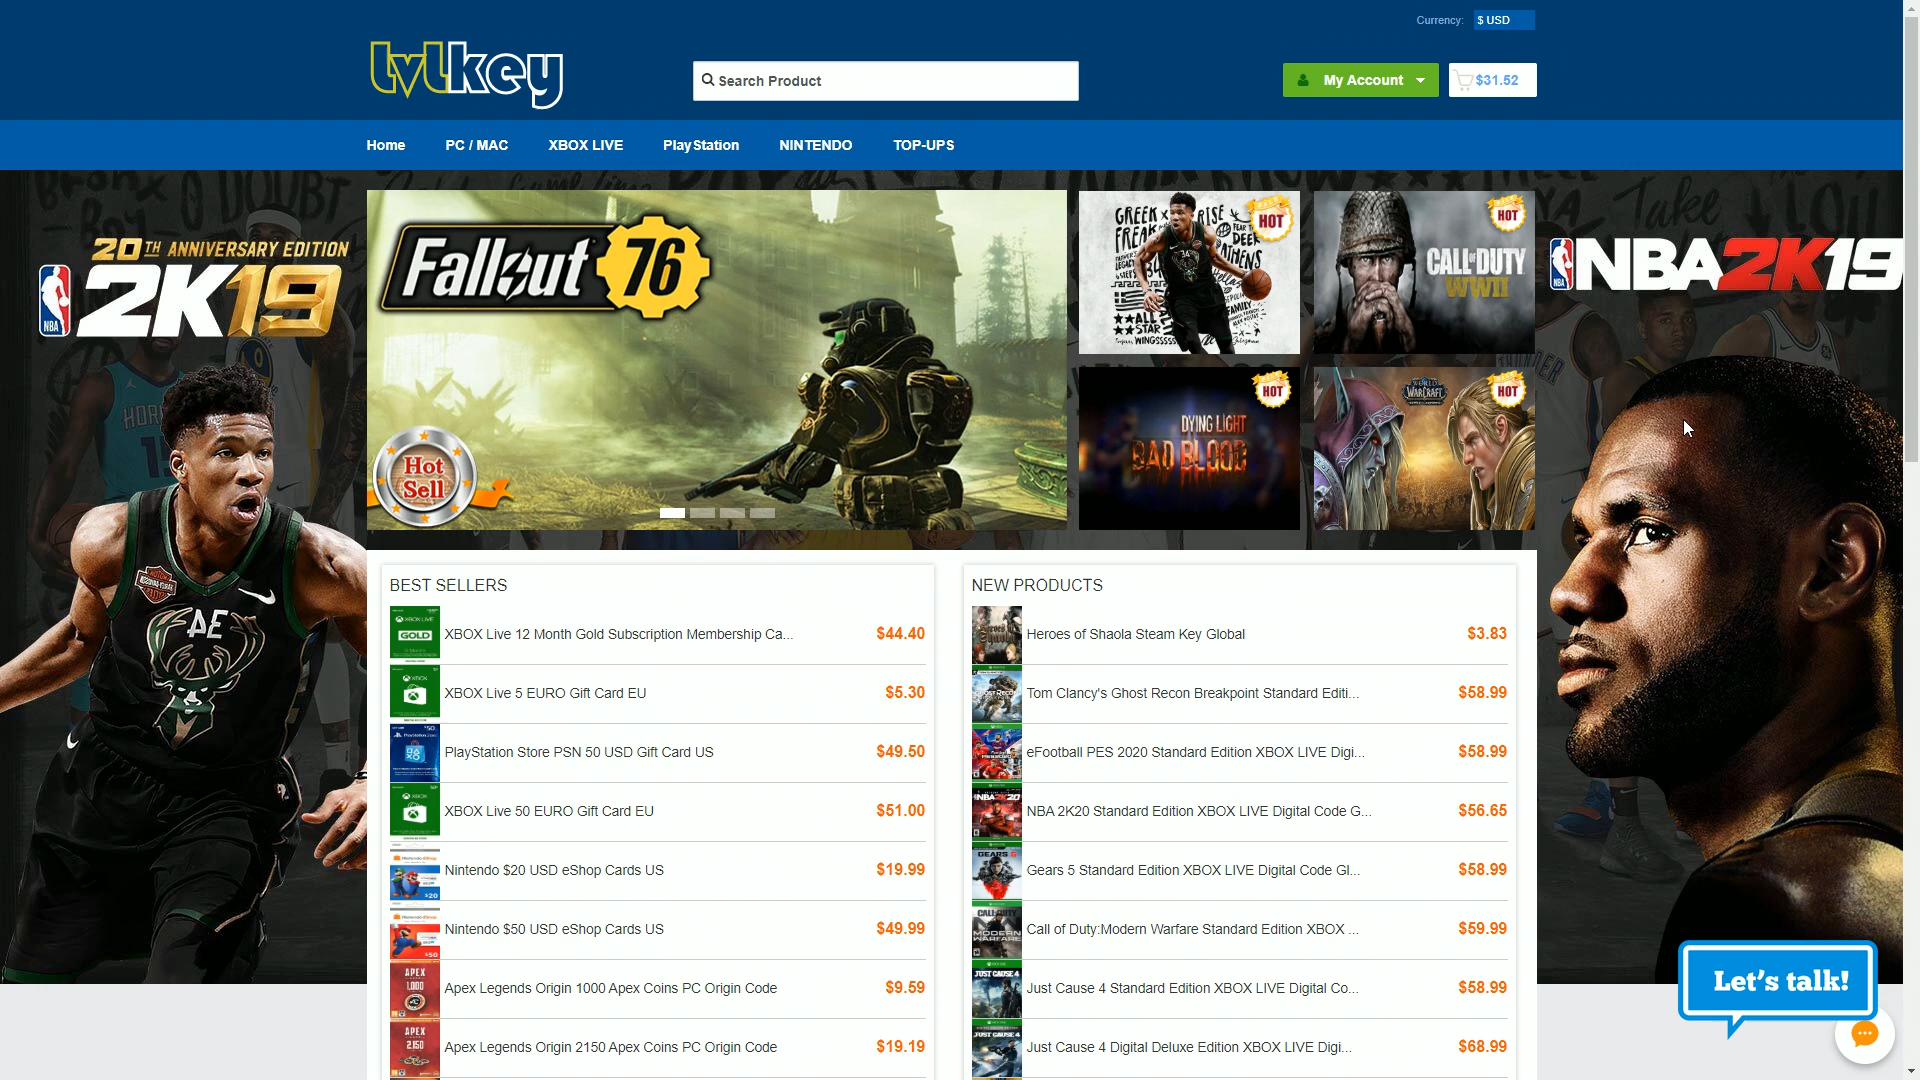 Currency: $ USD
lvlkey
Search Product
My Account
$31.52
Home PC / MAC XBOX LIVE PlayStation NINTENDO TOP-UPS
20TH ANNIVERSARY EDITION
NBA 2K19
Fallout 76
Hot
Sell
GREEK RISE
FREAK
HOT
CALL OF DUTY
WWII
HOT
DYING LIGHT
BAD BLOOD
HOT
WORLD WARCRAFT
HOT
NBA 2K19
BEST SELLERS
XBOX Live 12 Month Gold Subscription Membership Ca... $44.40
XBOX Live 5 EURO Gift Card EU $5.30
PlayStation Store PSN 50 USD Gift Card US $49.50
XBOX Live 50 EURO Gift Card EU $51.00
Nintendo $20 USD eShop Cards US $19.99
Nintendo $50 USD eShop Cards US $49.99
Apex Legends Origin 1000 Apex Coins PC Origin Code $9.59
Apex Legends Origin 2150 Apex Coins PC Origin Code $19.19
NEW PRODUCTS
Heroes of Shaola Steam Key Global $3.83
Tom Clancy's Ghost Recon Breakpoint Standard Editi... $58.99
eFootball PES 2020 Standard Edition XBOX LIVE Digi... $58.99
NBA 2K20 Standard Edition XBOX LIVE Digital Code G... $56.65
Gears 5 Standard Edition XBOX LIVE Digital Code Gl... $58.99
Call of Duty:Modern Warfare Standard Edition XBOX ... $59.99
Just Cause 4 Standard Edition XBOX LIVE Digital Co... $58.99
Just Cause 4 Digital Deluxe Edition XBOX LIVE Digi... $68.99
Let's talk!